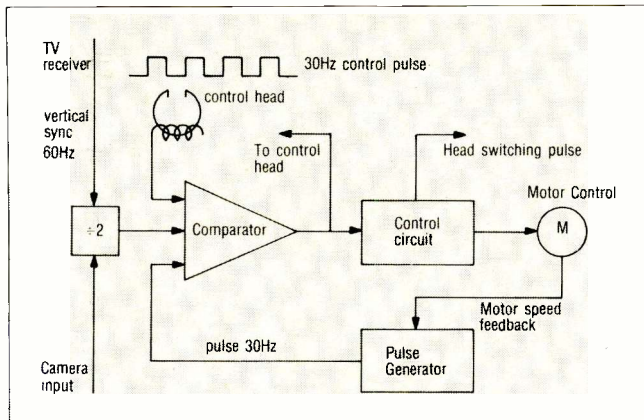 TV
receiver
30Hz control pulse
control head
vertical
sync
60Hz
To control
head
Head switching pulse
Motor Control
÷2
Comparator
Control
circuit
M
Motor speed
feedback
pulse 30Hz
Pulse
Generator
Camera
input